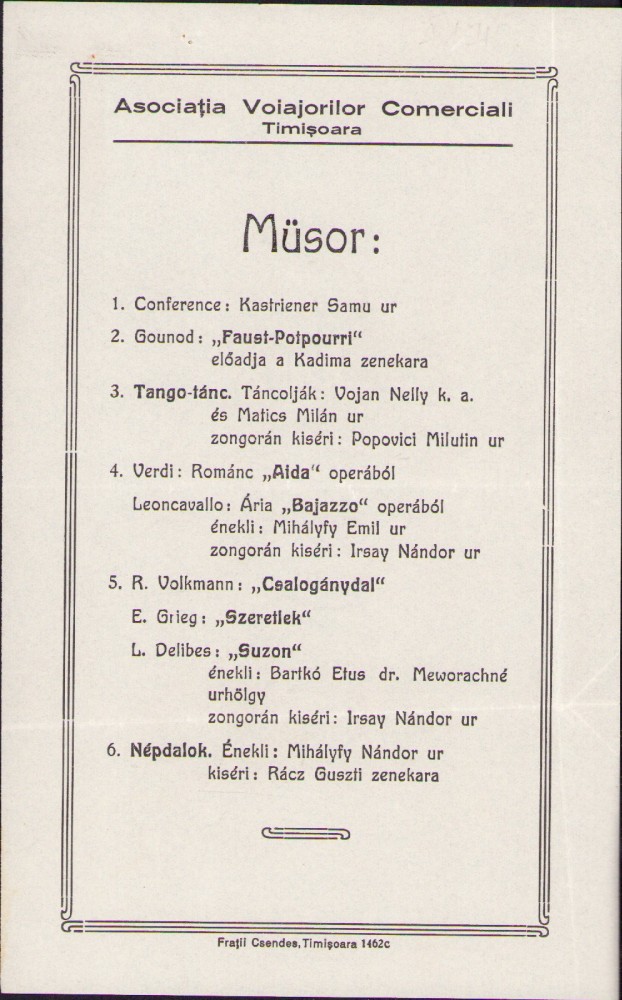 Asociația Voiajorilor Comerciali
Timișoara
Müsor:
1. Conference: Kastriener Samu ur
2. Gounod: „Faust-Potpourri“
előadja a Kadima zenekara
3. Tango-tánc. Táncolják: Vojan Nelly k. a.
és Matics Milán ur
zongorán kiséri: Popovici Milutin ur
4. Verdi: Románc „Aida“ operából
Leoncavallo: Ária „Bajazzo“ operából
énekli: Mihályfy Emil ur
zongorán kiséri: Irsay Nándor ur
5. R. Volkmann: „Csalogánydal“
E. Grieg: „Szeretlek“
L. Delibes: „Suzon“
énekli: Bartkó Etus dr. Meworachné
urhölgy
zongorán kiséri: Irsay Nándor ur
6. Népdalok. Énekli: Mihályfy Nándor ur
kiséri: Rácz Guszti zenekara
Frații Csendes, Timișoara 1462c